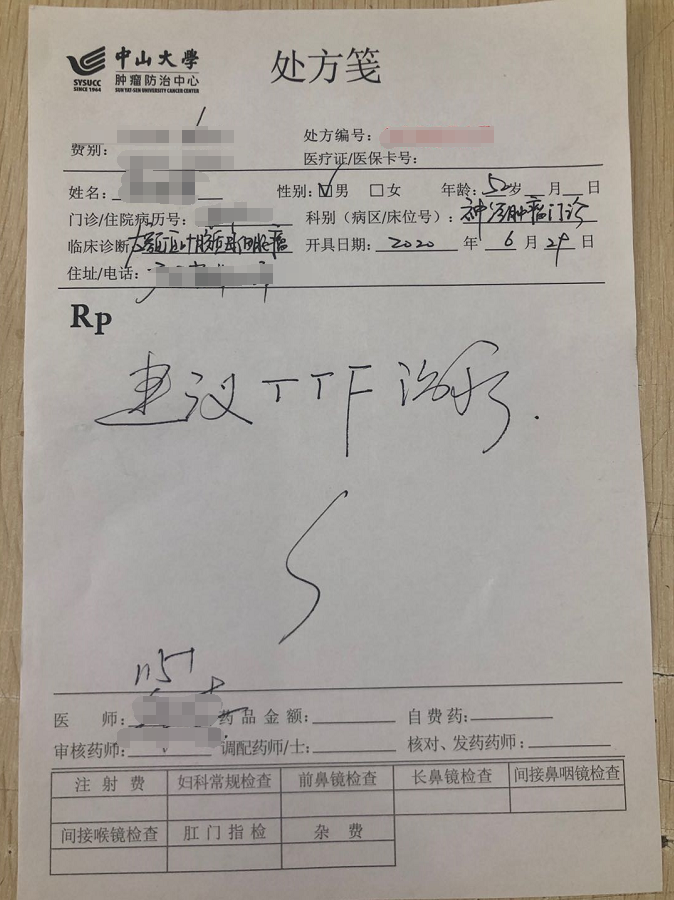 中山大學
肿瘤防治中心
SYSUCC
SINCE 1964
SUN YAT-SEN UNIVERSITY CANCER CENTER
处方笺
费别:
处方编号:
医疗证/医保卡号:
姓名: 性别: ☑男 □女 年龄: 52岁 月 日
门诊/住院病历号: 科别（病区/床位号）: 神经肿瘤门诊
临床诊断 胶质母细胞瘤 开具日期: 2020 年 6 月 29 日
住址/电话:
Rp
建议TTF治疗.
医 师: 药品金额: 自费药:
审核药师: 调配药师/士: 核对、发药药师:
注射费 妇科常规检查 前鼻镜检查 长鼻镜检查 间接鼻咽镜检查
间接喉镜检查 肛门指检 杂费